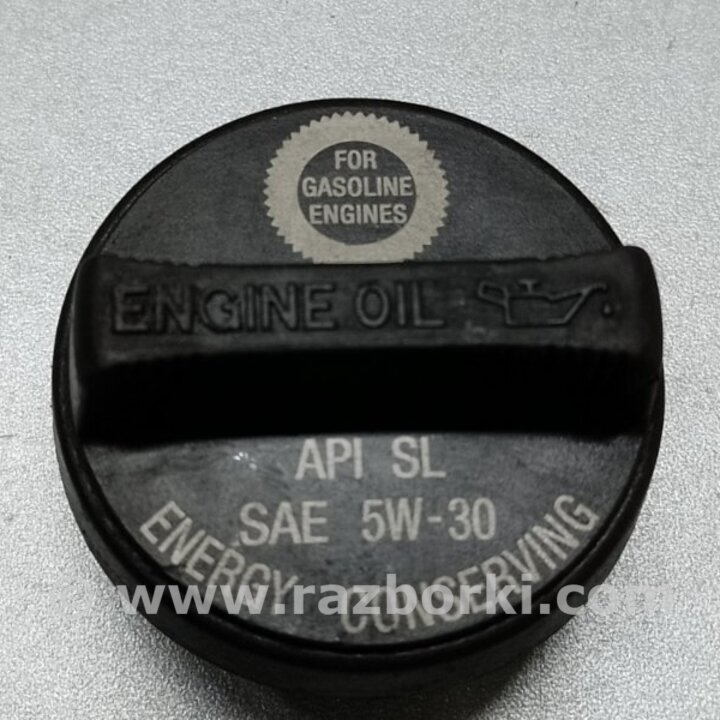 FOR
GASOLINE
ENGINES
ENGINE OIL
API SL
SAE 5W-30
ENERGY CONSERVING
www.razborki.com